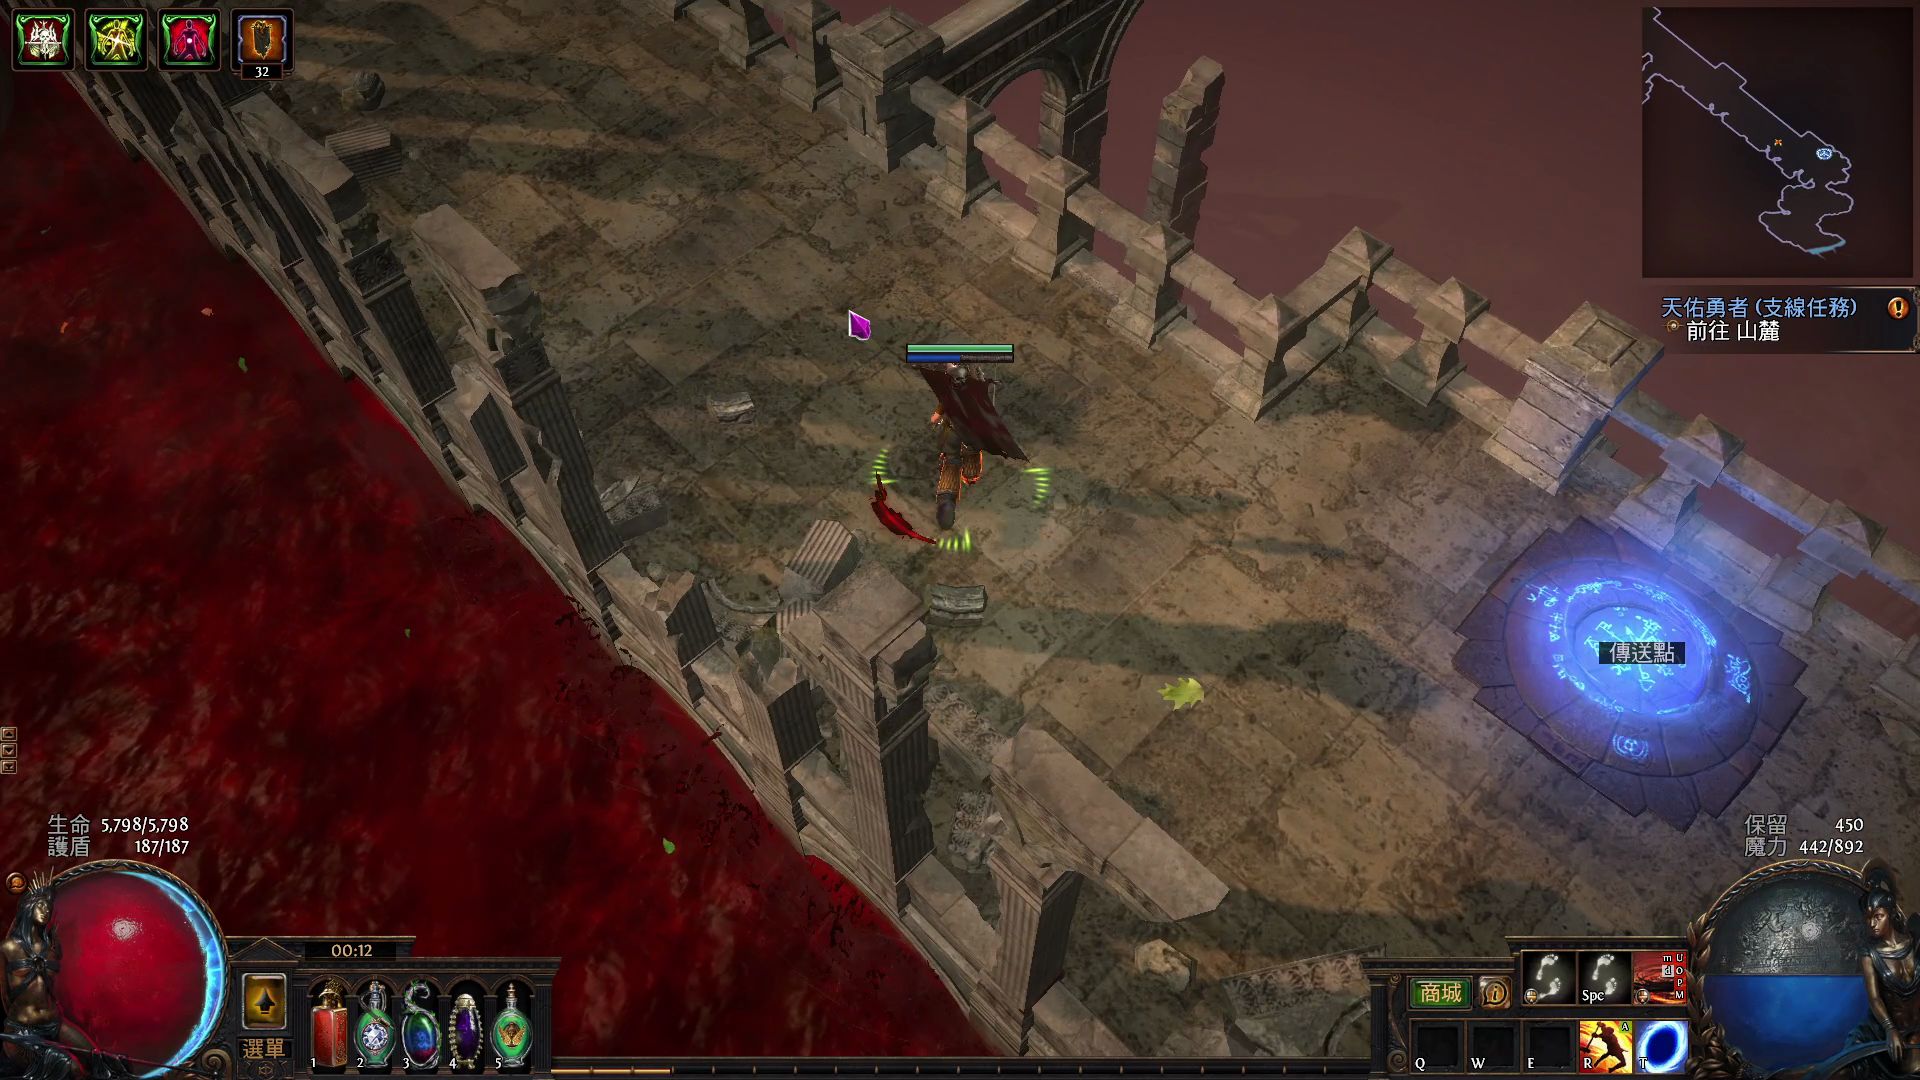 32
天佑勇者 (支線任務)
前往 山麓
傳送點
生命 5,798/5,798
護盾 187/187
保留 450
魔力 442/892
00:12
選單
1
2
3
4
5
商城
Spc
m U
d O
P
M
Q
W
E
R
A
T